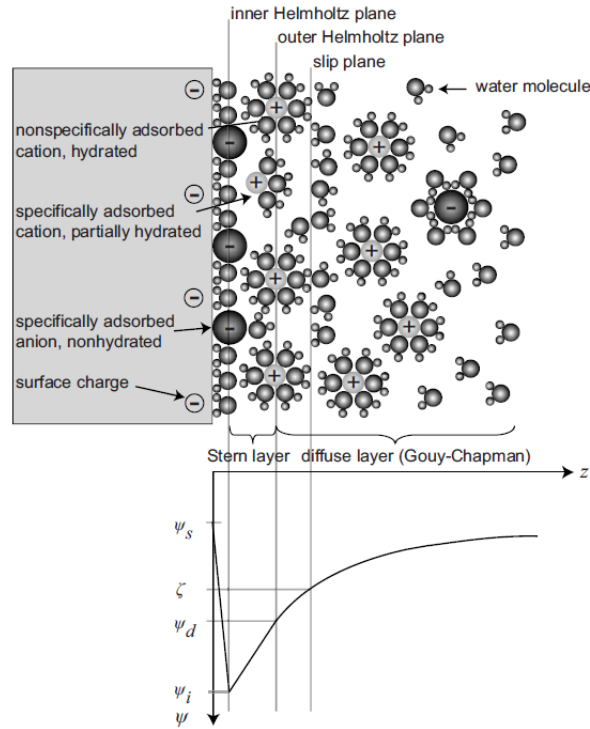 inner Helmholtz plane
outer Helmholtz plane
slip plane
water molecule
nonspecifically adsorbed
cation, hydrated
specifically adsorbed
cation, partially hydrated
specifically adsorbed
anion, nonhydrated
surface charge
− − − −
− − −
+ + + + + + + +
−
Stern layer
diffuse layer (Gouy-Chapman)
z
ψs
ζ
ψd
ψi
ψ